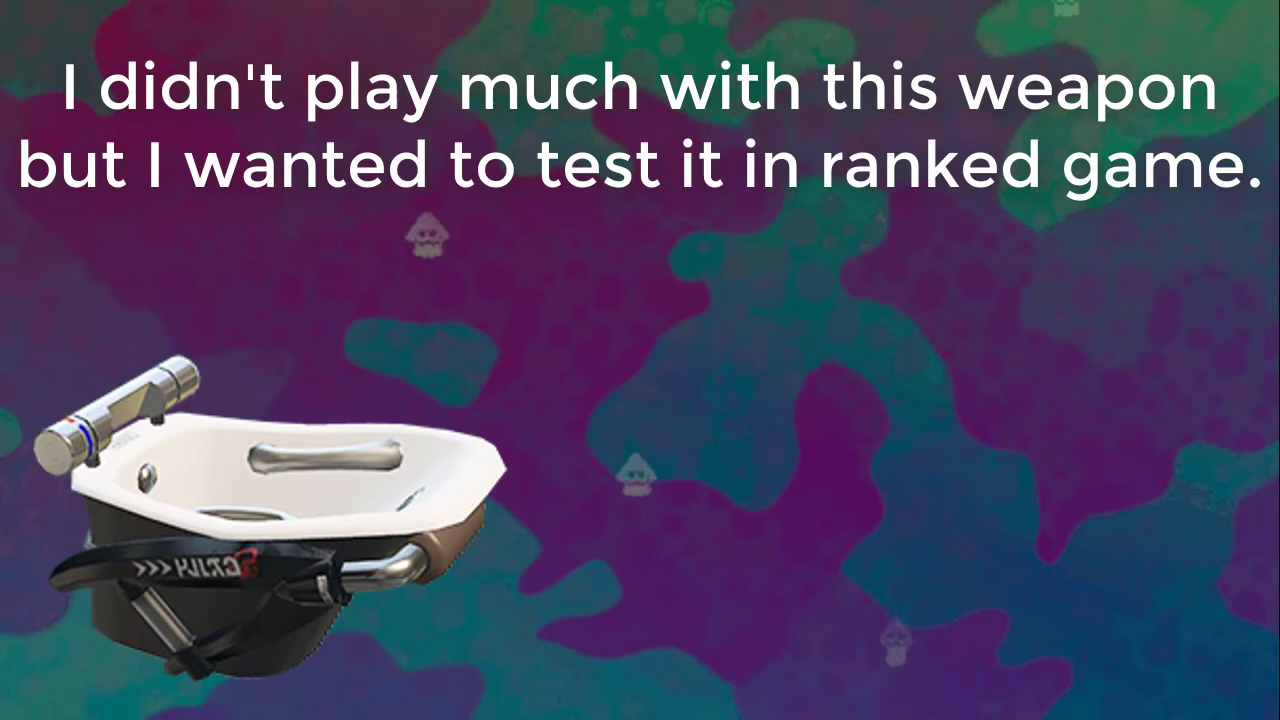 I didn't play much with this weapon
but I wanted to test it in ranked game.